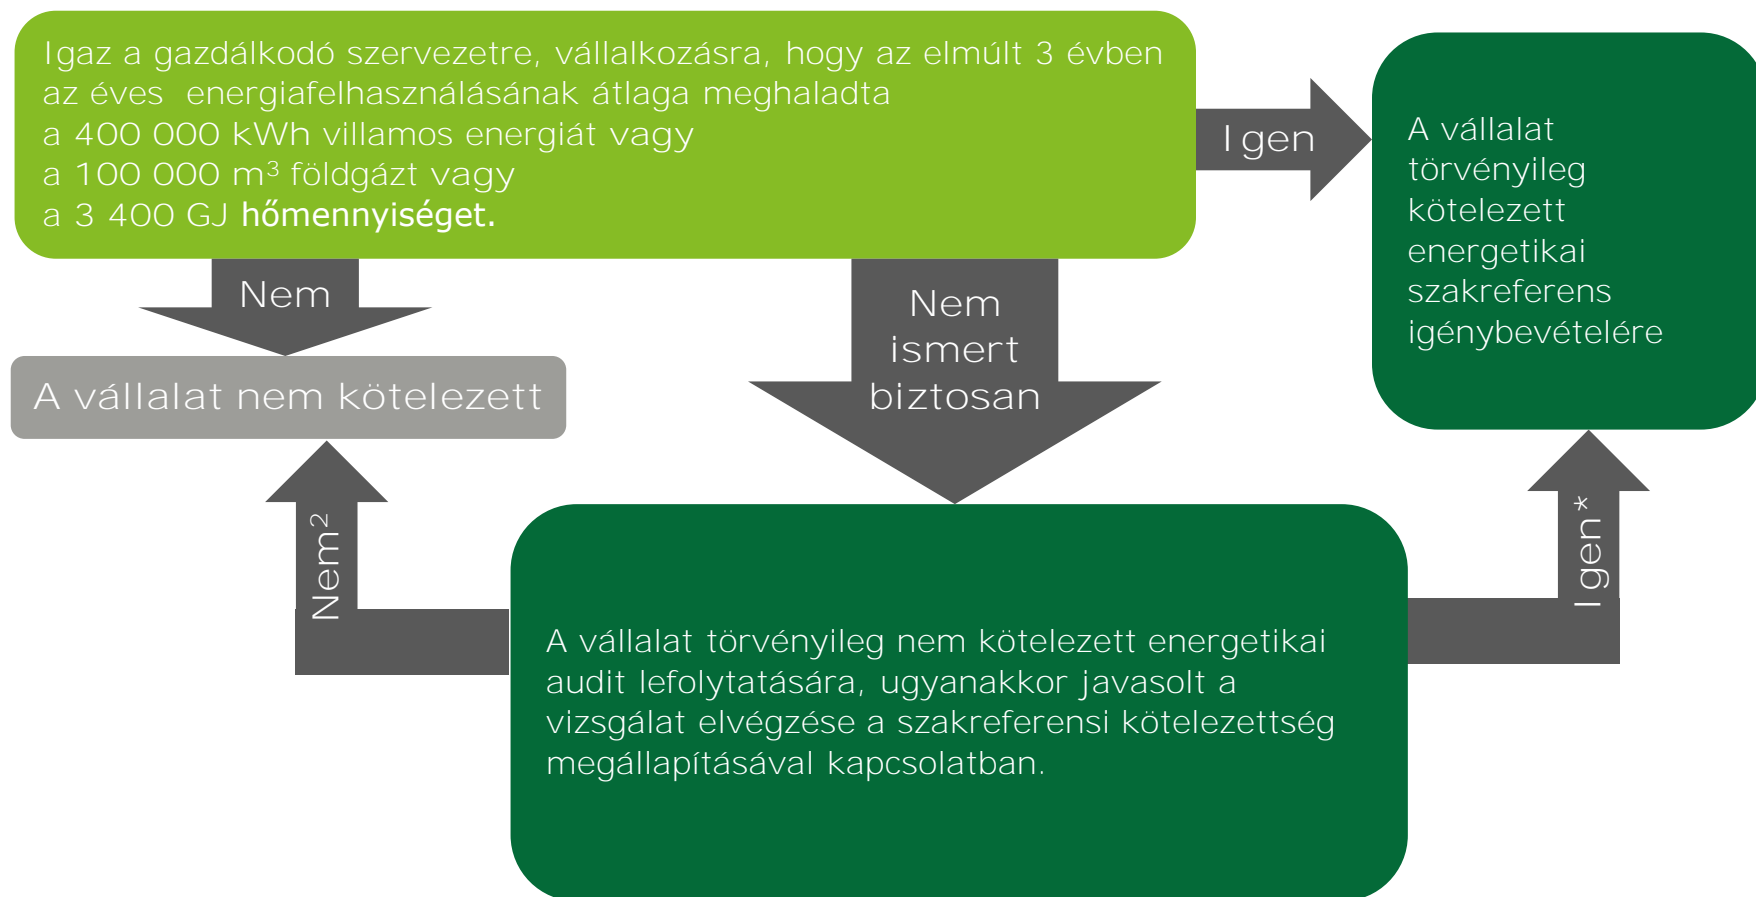 Igaz a gazdálkodó szervezetre, vállalkozásra, hogy az elmúlt 3 évben
az éves energiafelhasználásának átlaga meghaladta
a 400 000 kWh villamos energiát vagy
a 100 000 m³ földgázt vagy
a 3 400 GJ hőmennyiséget.
Igen
A vállalat
törvényileg
kötelezett
energetikai
szakreferens
igénybevételére
Nem
Nem
ismert
biztosan
A vállalat nem kötelezett
Nem²
Igen*
A vállalat törvényileg nem kötelezett energetikai
audit lefolytatására, ugyanakkor javasolt a
vizsgálat elvégzése a szakreferensi kötelezettség
megállapításával kapcsolatban.